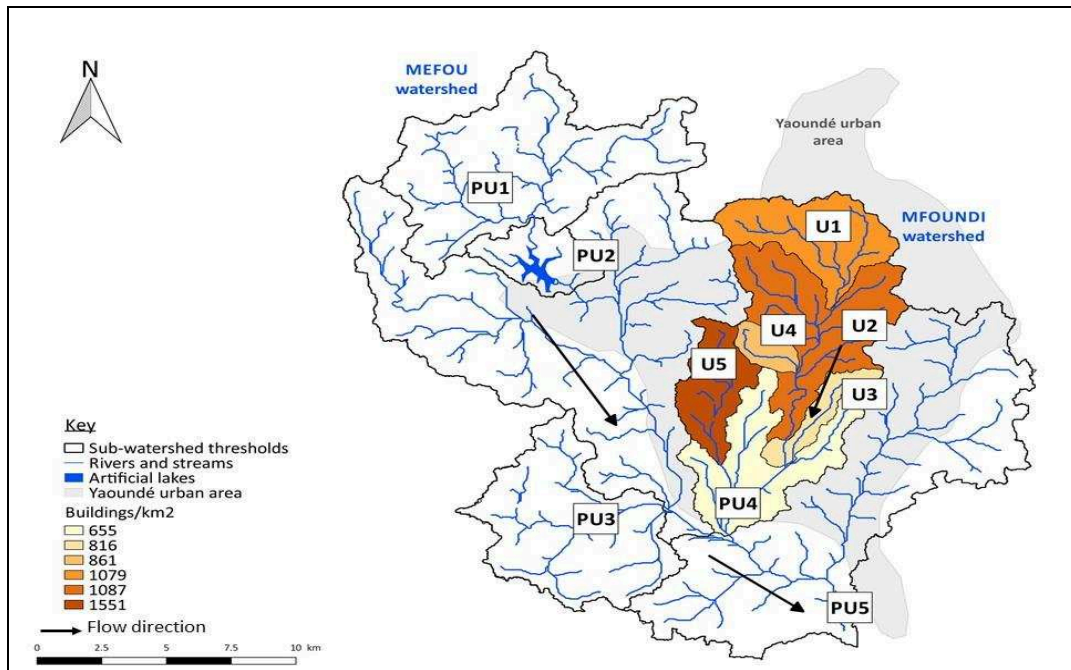 N
MEFOU
watershed
Yaoundé urban
area
PU1
U1
MFOUNDI
watershed
PU2
U4
U2
U5
U3
Key
Sub-watershed thresholds
Rivers and streams
Artificial lakes
Yaoundé urban area
Buildings/km2
655
816
861
1079
1087
1551
PU4
PU3
PU5
Flow direction
0 2.5 5 7.5 10 km